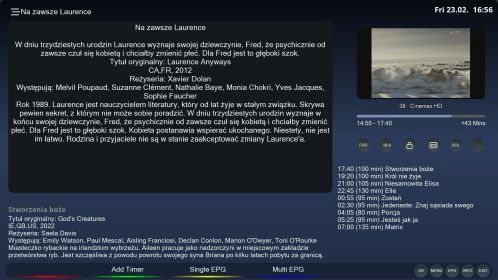 Na zawsze Laurence
Fri 23.02. 16:56
Na zawsze Laurence
W dniu trzydziestych urodzin Laurence wyznaje swojej dziewczynie, Fred, że psychicznie od
zawsze czuł się kobietą i chciałby zmienić płeć. Dla Fred jest to głęboki szok.
Tytuł oryginalny: Laurence Anyways
CA,FR, 2012
Reżyseria: Xavier Dolan
Występują: Melvil Poupaud, Suzanne Clément, Nathalie Baye, Monia Chokri, Yves Jacques,
Sophie Faucher
Rok 1989. Laurence jest nauczycielem literatury, który od lat żyje w stałym związku. Skrywa
pewien sekret, z którym nie może sobie poradzić. W dniu trzydziestych urodzin wyznaje w
końcu swojej dziewczynie, Fred, że psychicznie od zawsze czuł się kobietą i chciałby zmienić
płeć. Dla Fred jest to głęboki szok. Kobieta postanawia wspierać ukochanego. Niestety, nie jest
im łatwo. Rodzina i przyjaciele nie są w stanie zaakceptować zmiany Laurence'a.
38 Cinemax HD
14:50 - 17:40 +43 Mins
FHD 16:9
17:40 (100 min) Stworzenia boże
19:20 (100 min) Król nie żyje
21:00 (105 min) Niesamowita Elisa
22:45 (130 min) Elle
00:55 (95 min) Zostań
02:30 (95 min) Jedenaste: Znaj sąsiada swego
04:05 (80 min) Porcja
05:25 (95 min) Jesteś jak ja
07:00 (135 min) Matrix
Stworzenia boże
Tytuł oryginalny: God's Creatures
IE,GB,US, 2022
Reżyseria: Saela Davis
Występują: Emily Watson, Paul Mescal, Aisling Franciosi, Declan Conlon, Marion O'Dwyer, Toni O'Rourke
Miasteczko rybackie na irlandzkim wybrzeżu. Aileen pracuje jako nadzorczyni w miejscowym zakładzie
przetwórstwa ryb. Jest szczęśliwa z powodu powrotu swojego syna Briana po kilku latach pobytu za granicą.
Add Timer Single EPG Multi EPG
OK MENU EPG INFO EXIT